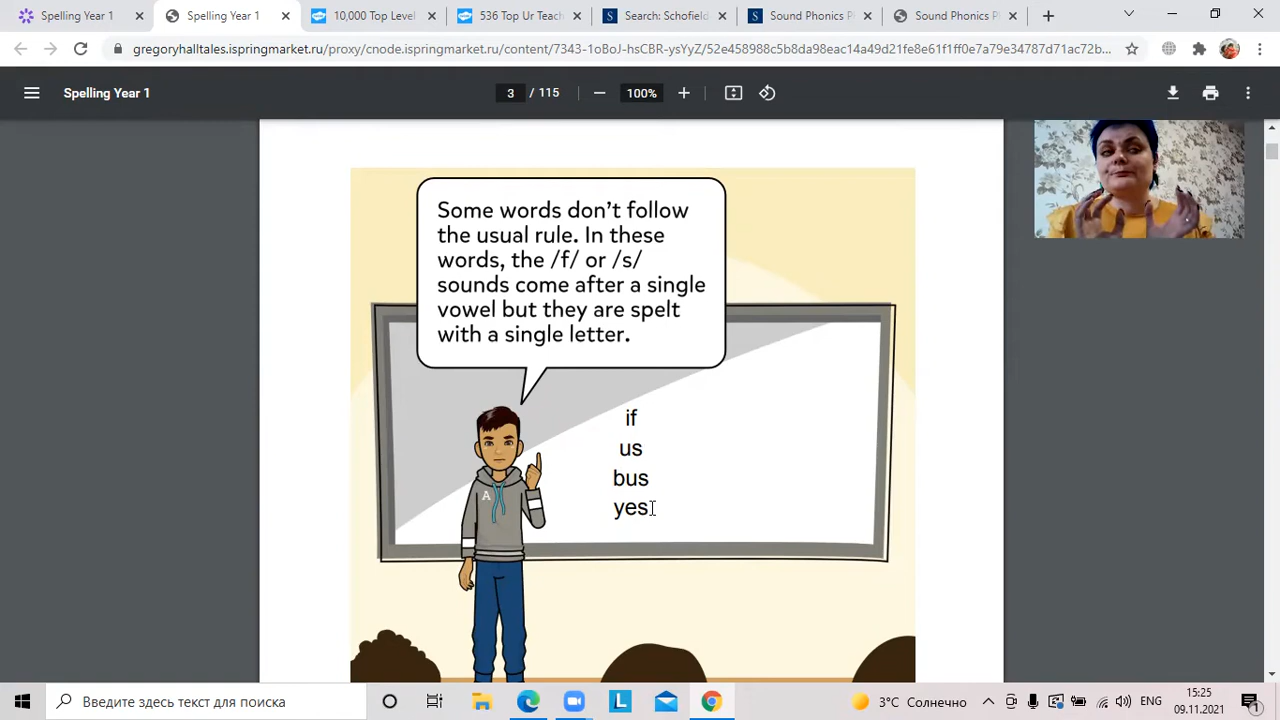 Spelling Year 1
Spelling Year 1
10,000 Top Level
536 Top Ur Teach
Search: Schofield
Sound Phonics P
Sound Phonics P
gregoryhalltales.ispringmarket.ru/proxy/cnode.ispringmarket.ru/content/7343-1oBoJ-hsCBR-ysYyZ/52e458988c5b8da98eac14a49d21fe8e61f1ff0e7a79e34787d71ac72b...
Spelling Year 1
3 / 115
100%
Some words don't follow
the usual rule. In these
words, the /f/ or /s/
sounds come after a single
vowel but they are spelt
with a single letter.
if
us
bus
yes
A
Введите здесь текст для поиска
L
3°C Солнечно
ENG
15:25
09.11.2021
1